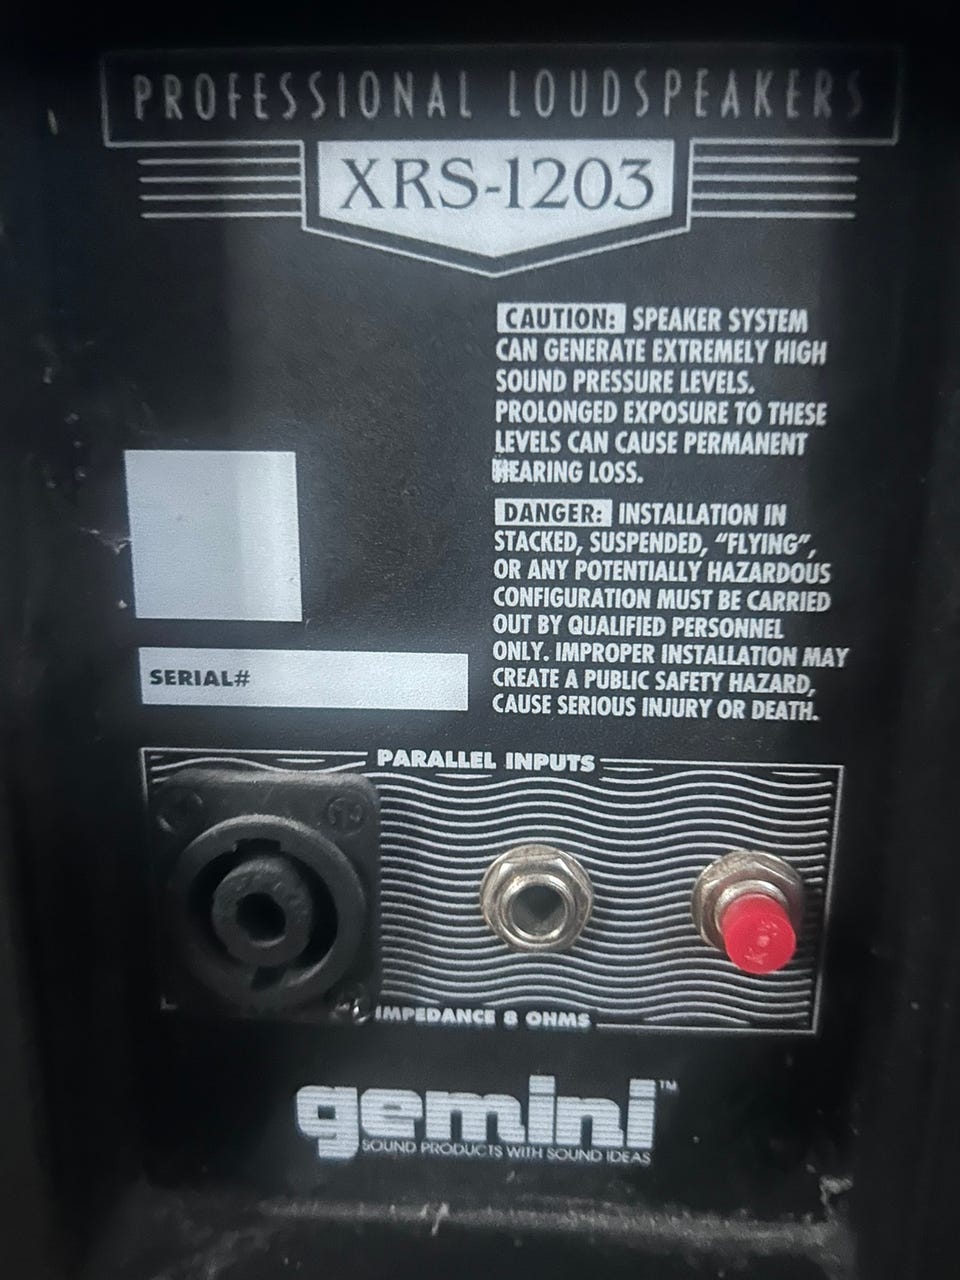 PROFESSIONAL LOUDSPEAKERS
XRS-1203
CAUTION: SPEAKER SYSTEM
CAN GENERATE EXTREMELY HIGH
SOUND PRESSURE LEVELS.
PROLONGED EXPOSURE TO THESE
LEVELS CAN CAUSE PERMANENT
HEARING LOSS.
DANGER: INSTALLATION IN
STACKED, SUSPENDED, “FLYING”,
OR ANY POTENTIALLY HAZARDOUS
CONFIGURATION MUST BE CARRIED
OUT BY QUALIFIED PERSONNEL
ONLY. IMPROPER INSTALLATION MAY
CREATE A PUBLIC SAFETY HAZARD,
CAUSE SERIOUS INJURY OR DEATH.
SERIAL#
PARALLEL INPUTS
IMPEDANCE 8 OHMS
gemini™
SOUND PRODUCTS WITH SOUND IDEAS